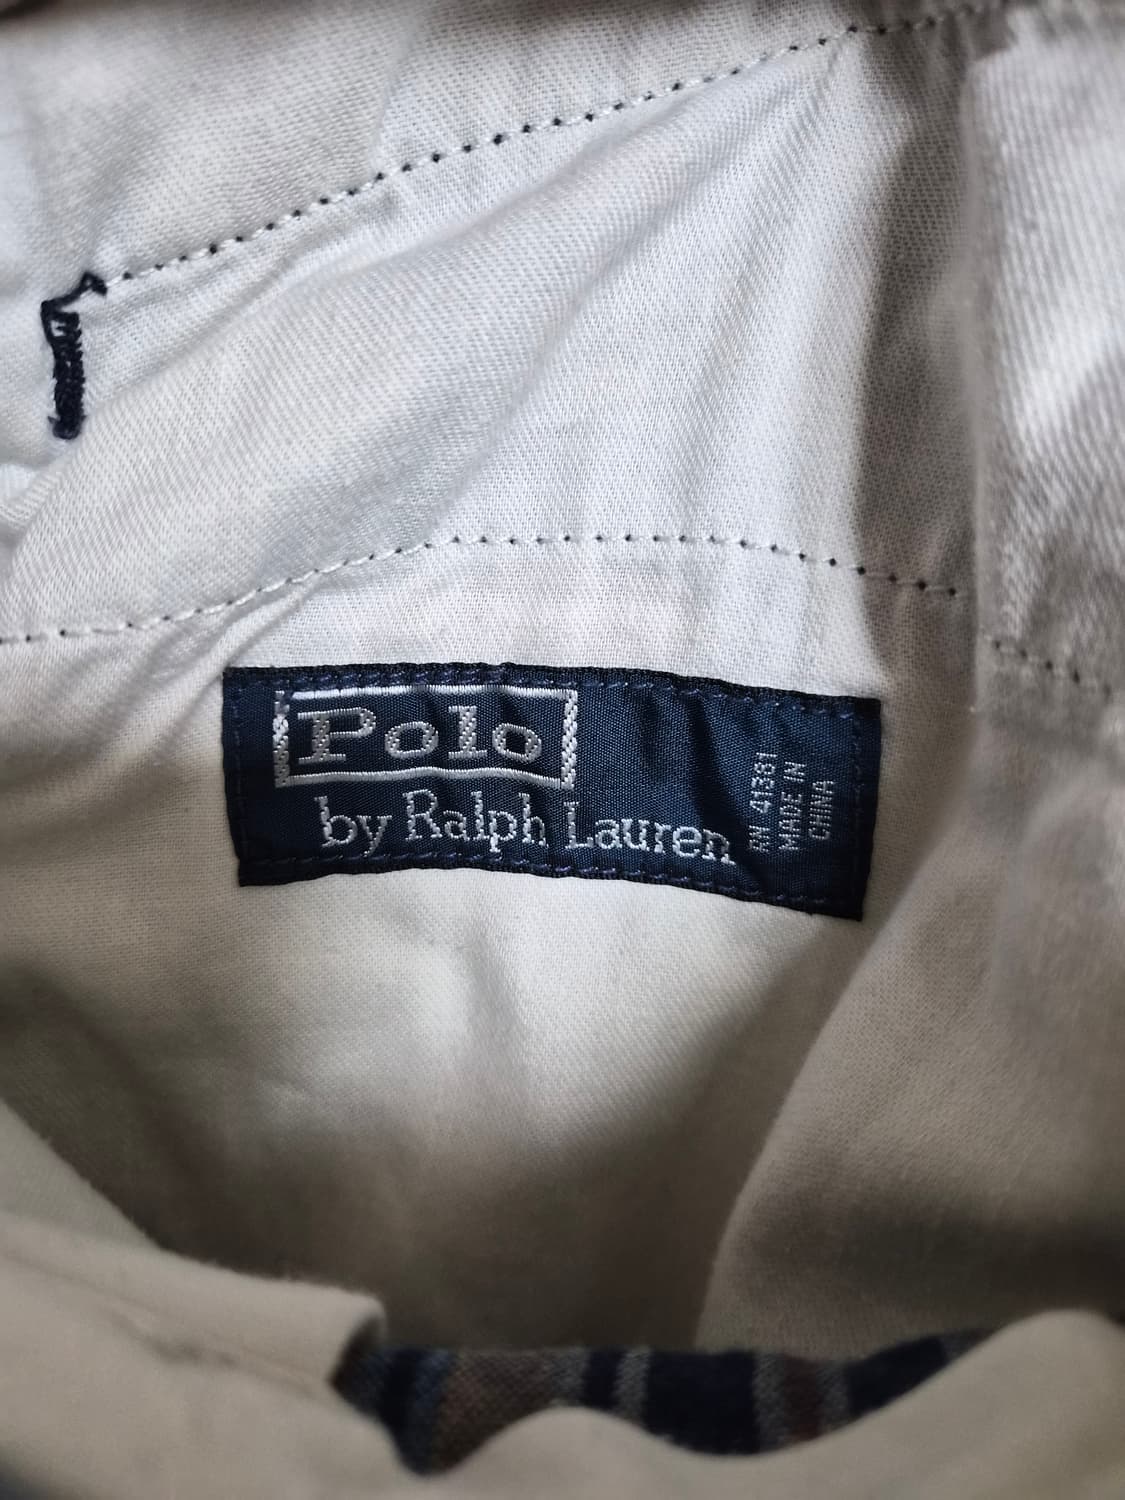 Polo
by Ralph Lauren
RN 41381
MADE IN
CHINA